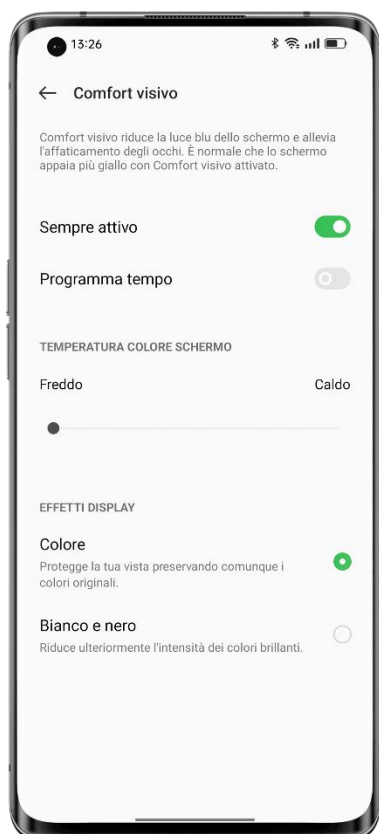 13:26
Comfort visivo
Comfort visivo riduce la luce blu dello schermo e allevia
l'affaticamento degli occhi. È normale che lo schermo
appaia più giallo con Comfort visivo attivato.
Sempre attivo
Programma tempo
TEMPERATURA COLORE SCHERMO
Freddo Caldo
EFFETTI DISPLAY
Colore
Protegge la tua vista preservando comunque i
colori originali.
Bianco e nero
Riduce ulteriormente l'intensità dei colori brillanti.